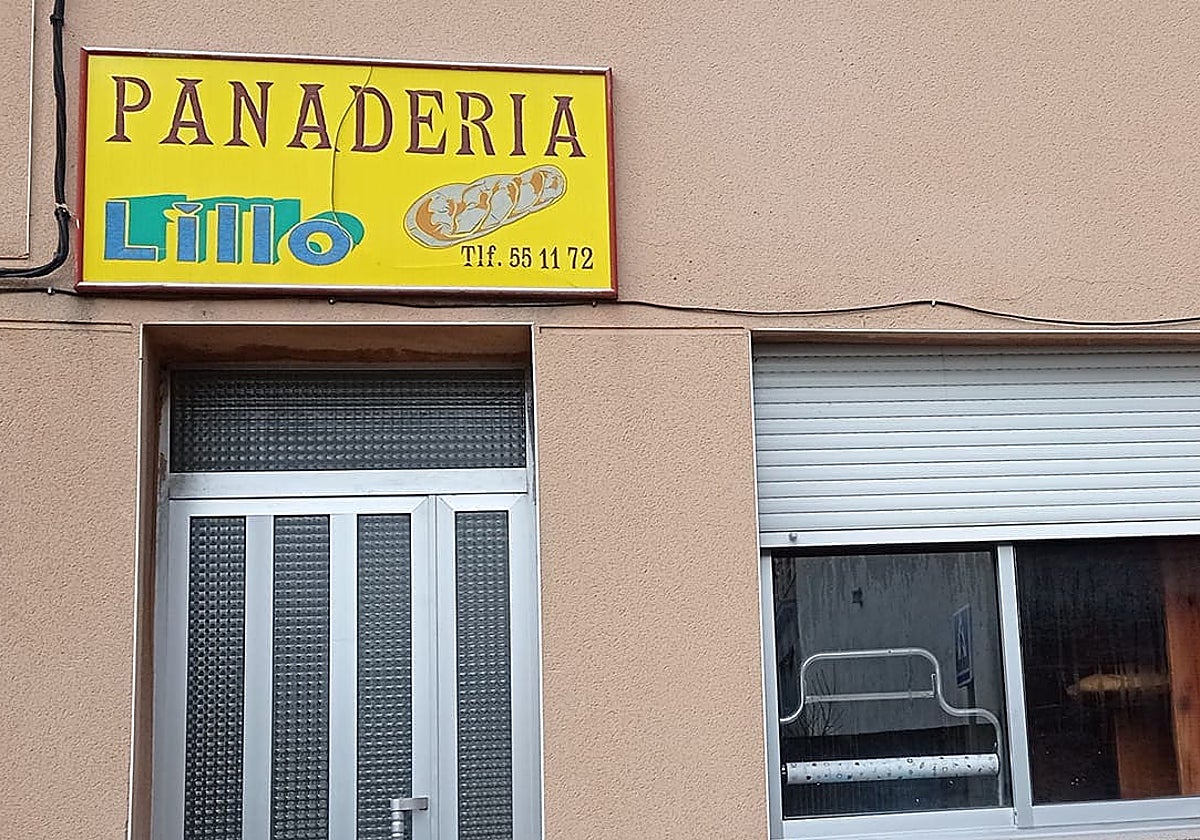 PANADERIA
Lillo
Tlf. 55 11 72